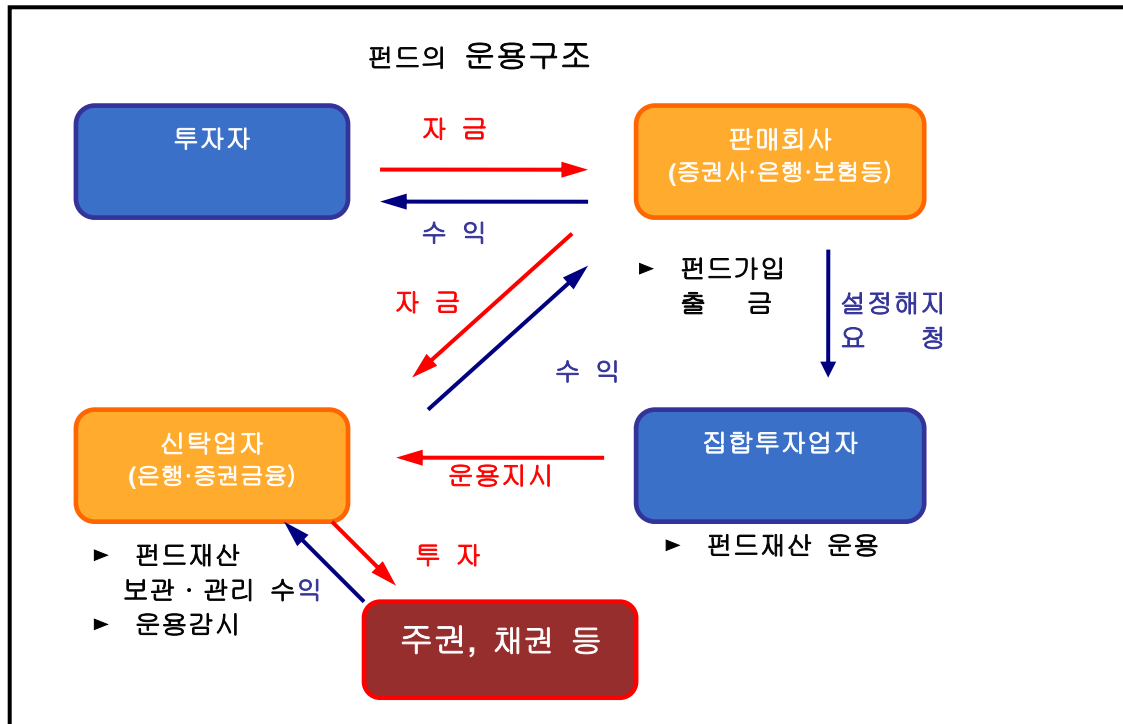 펀드의 운용구조
투자자
자 금
판매회사
(증권사·은행·보험등)
수 익
자 금
► 펀드가입
출 금
설정해지
요 청
수 익
신탁업자
(은행·증권금융)
집합투자업자
운용지시
► 펀드재산
보관 · 관리 수익
► 운용감시
투 자
► 펀드재산 운용
주권, 채권 등